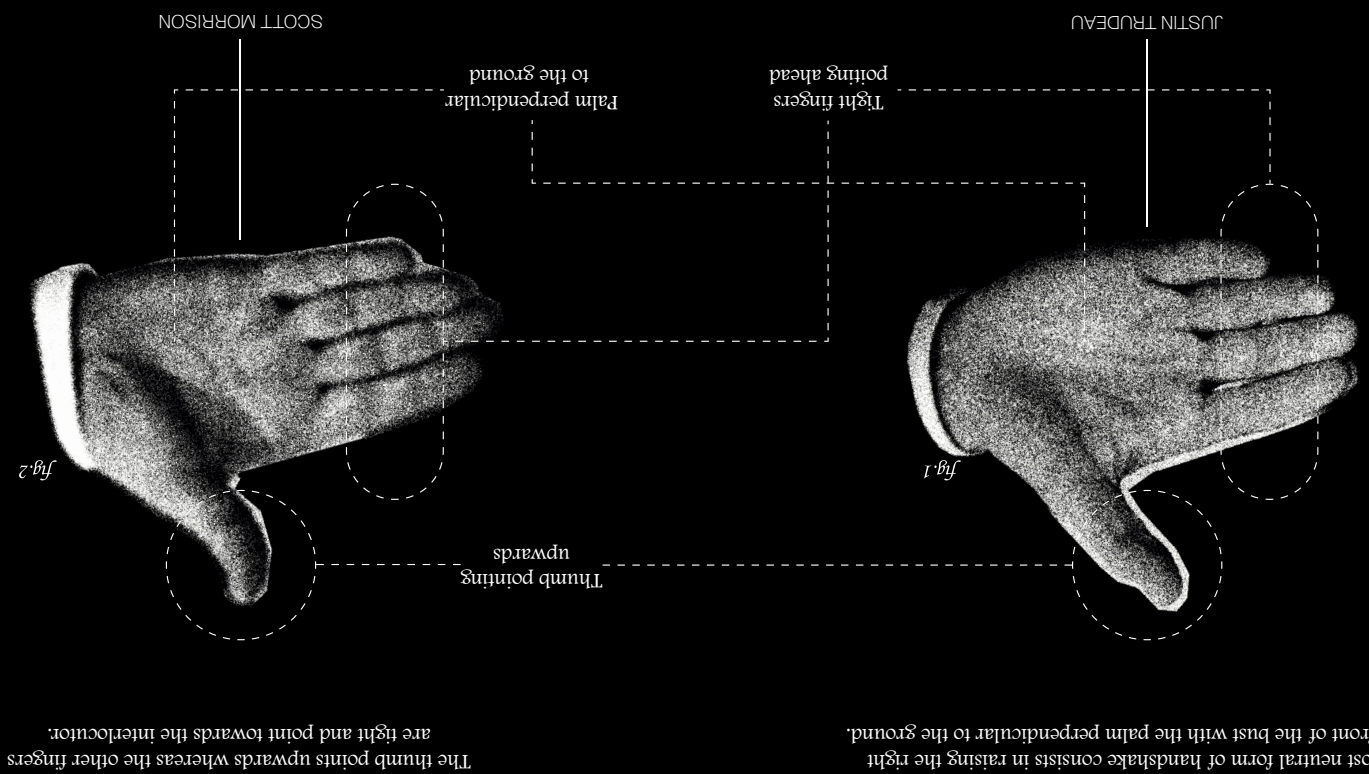 ost neutral form of handshake consists in raising the right
ront of the bust with the palm perpendicular to the ground.
The thumb points upwards whereas the other fingers
are tight and point towards the interlocutor.
Thumb pointing
upwards
fig.1
fig.2
Tight fingers
poiting ahead
Palm perpendicular
to the ground
JUSTIN TRUDEAU
SCOTT MORRISON